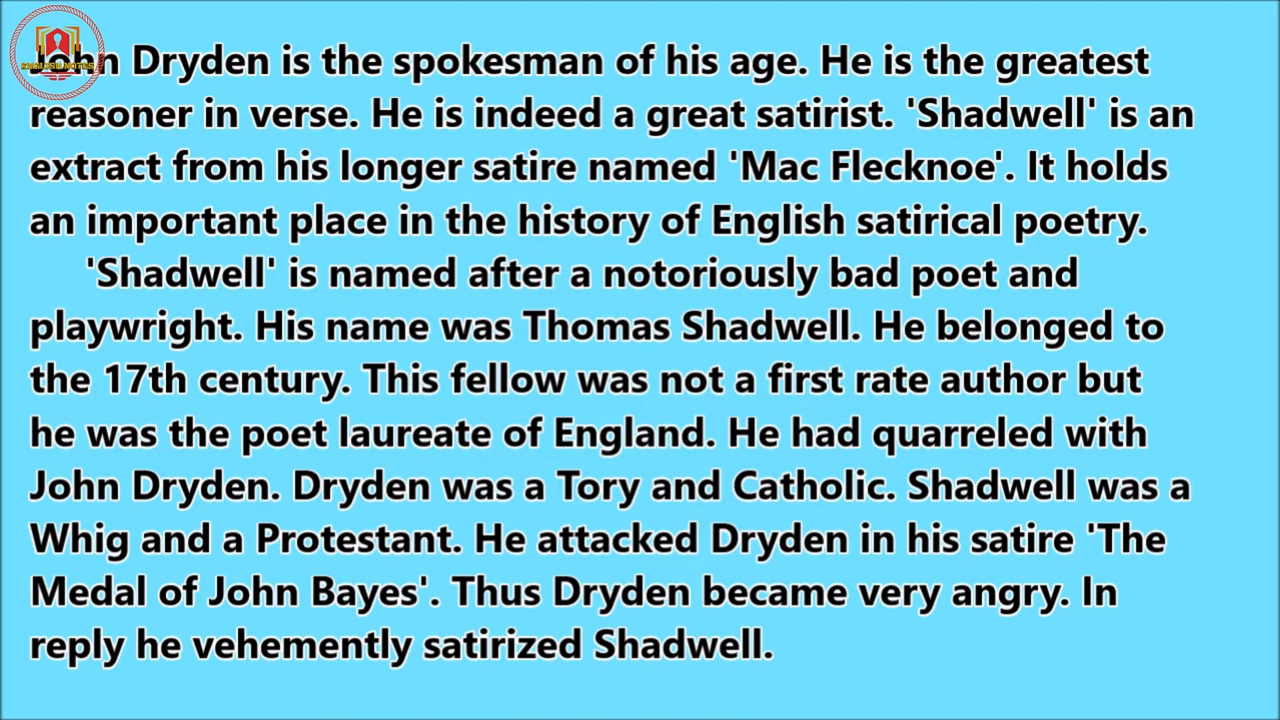 John Dryden is the spokesman of his age. He is the greatest
reasoner in verse. He is indeed a great satirist. 'Shadwell' is an
extract from his longer satire named 'Mac Flecknoe'. It holds
an important place in the history of English satirical poetry.
'Shadwell' is named after a notoriously bad poet and
playwright. His name was Thomas Shadwell. He belonged to
the 17th century. This fellow was not a first rate author but
he was the poet laureate of England. He had quarreled with
John Dryden. Dryden was a Tory and Catholic. Shadwell was a
Whig and a Protestant. He attacked Dryden in his satire 'The
Medal of John Bayes'. Thus Dryden became very angry. In
reply he vehemently satirized Shadwell.